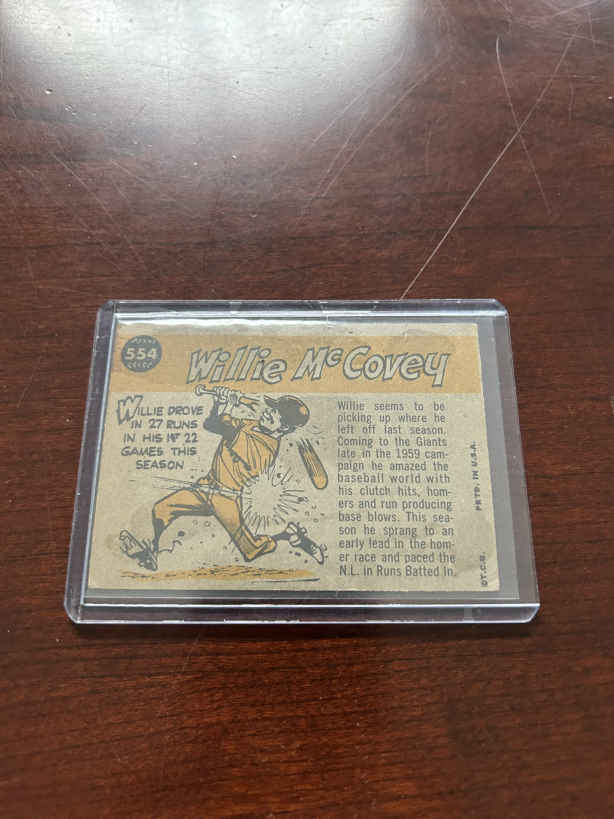 554
Willie McCovey
WILLIE DROVE
IN 27 RUNS
IN HIS 1ST 22
GAMES THIS
SEASON
Willie seems to be
picking up where he
left off last season.
Coming to the Giants
late in the 1959 cam-
paign he amazed the
baseball world with
his clutch hits, hom-
ers and run producing
base blows. This sea-
son he sprang to an
early lead in the hom-
er race and paced the
N.L. in Runs Batted In.
©T.C.G.
PRTD. IN U.S.A.